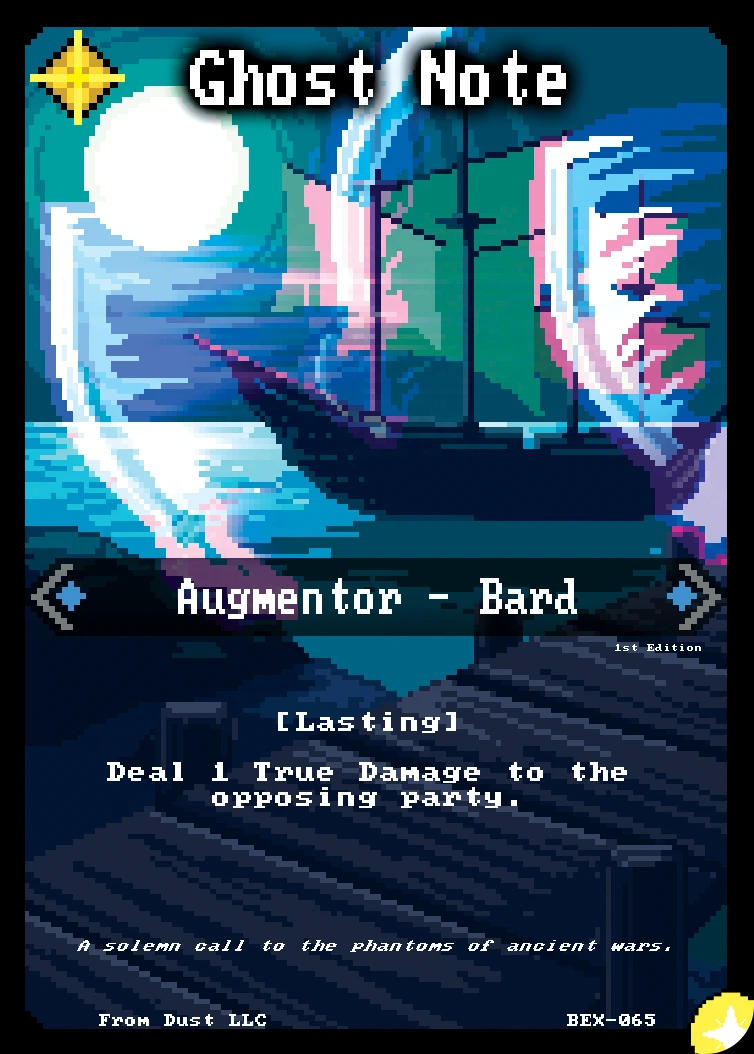 Ghost Note
Augmentor - Bard
1st Edition
[Lasting]
Deal 1 True Damage to the
opposing party.
A solemn call to the phantoms of ancient wars.
From Dust LLC
BEX-065